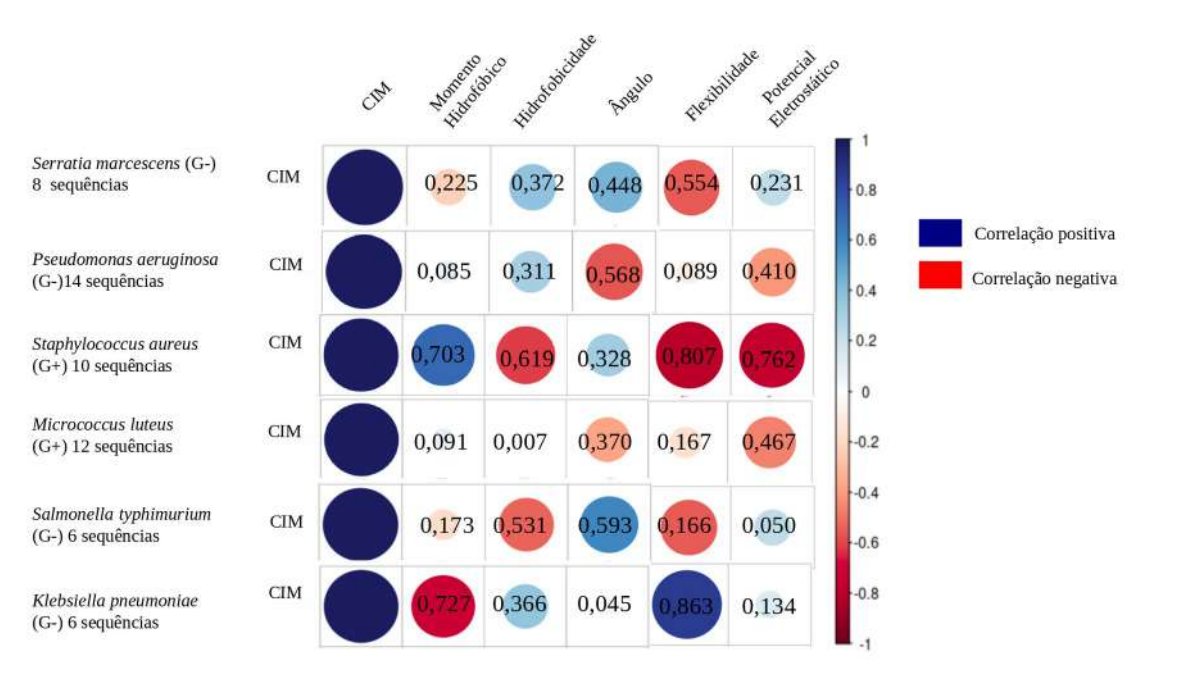 CIM
Momento
Hidrofóbico
Hidrofobicidade
Ângulo
Flexibilidade
Potencial
Eletrostático
Serratia marcescens (G-)
8 sequências
CIM
0,225
0,372
0,448
0,554
0,231
Pseudomonas aeruginosa
(G-)14 sequências
CIM
0,085
0,311
0,568
0,089
0,410
Staphylococcus aureus
(G+) 10 sequências
CIM
0,703
0,619
0,328
0,807
0,762
Micrococcus luteus
(G+) 12 sequências
CIM
0,091
0,007
0,370
0,167
0,467
Salmonella typhimurium
(G-) 6 sequências
CIM
0,173
0,531
0,593
0,166
0,050
Klebsiella pneumoniae
(G-) 6 sequências
CIM
0,727
0,366
0,045
0,863
0,134
1
0.8
0.6
0.4
0.2
0
-0.2
-0.4
-0.6
-0.8
-1
Correlação positiva
Correlação negativa